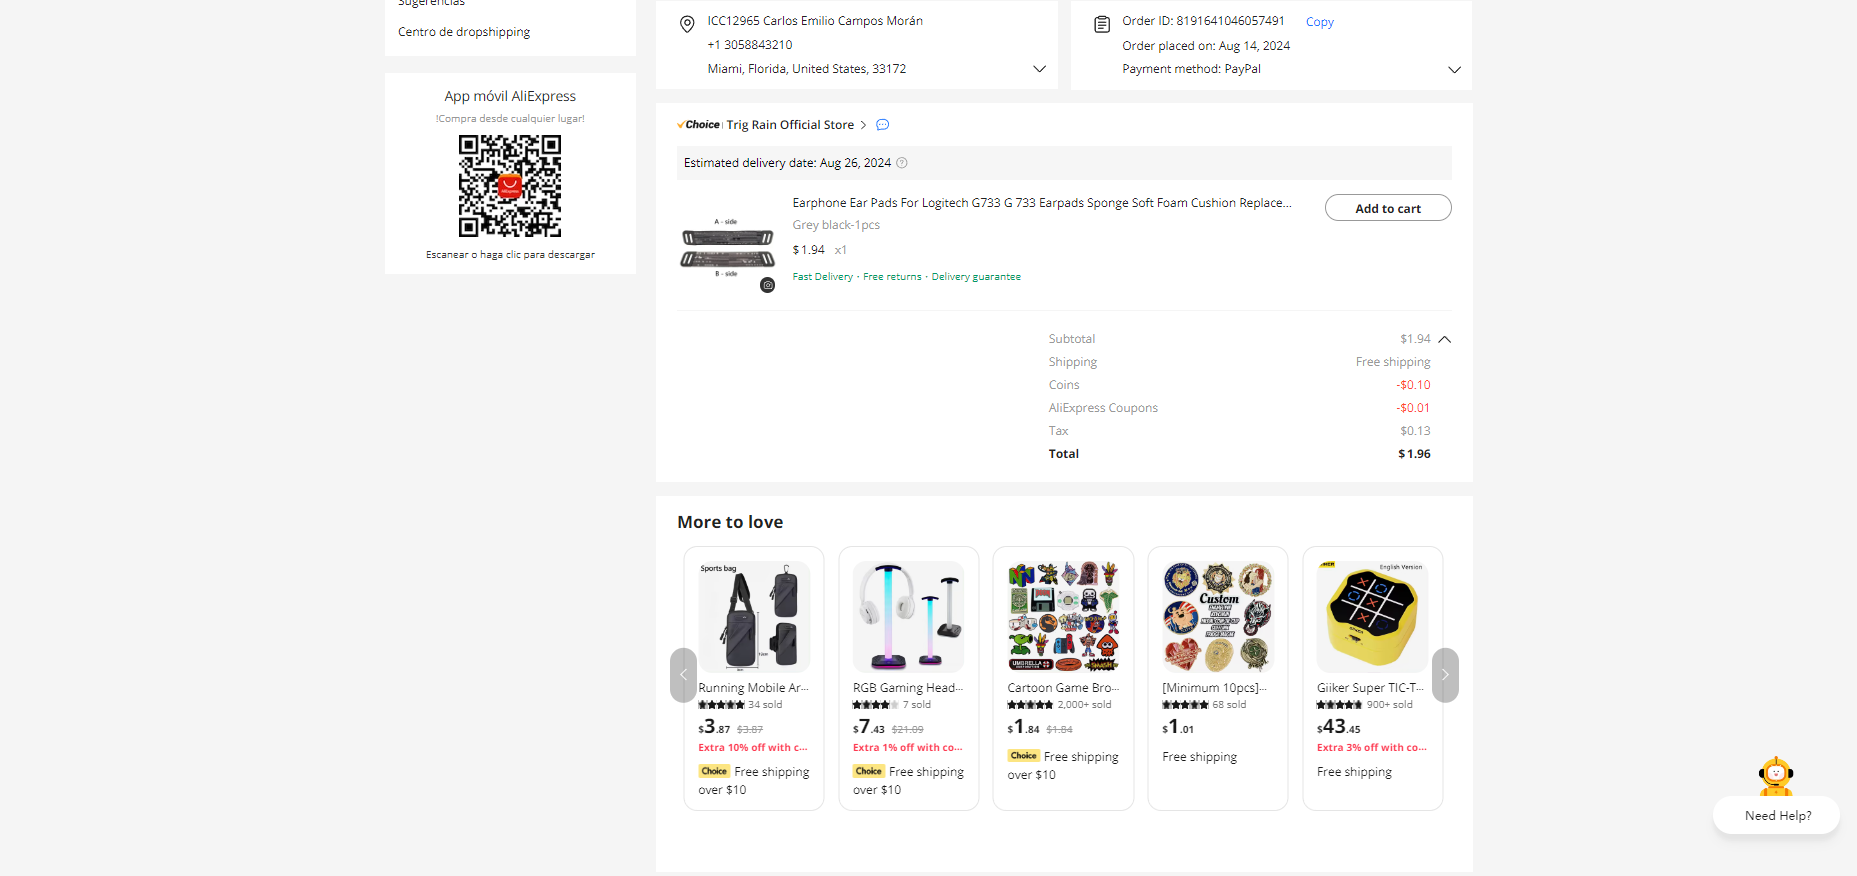 Sugerencias
Centro de dropshipping
App móvil AliExpress
!Compra desde cualquier lugar!
AliExpress
Escanear o haga clic para descargar
ICC12965 Carlos Emilio Campos Morán
+1 3058843210
Miami, Florida, United States, 33172
Order ID: 8191641046057491 Copy
Order placed on: Aug 14, 2024
Payment method: PayPal
Choice Trig Rain Official Store
Estimated delivery date: Aug 26, 2024
A - side
B - side
Earphone Ear Pads For Logitech G733 G 733 Earpads Sponge Soft Foam Cushion Replace...
Add to cart
Grey black-1pcs
$1.94 x1
Fast Delivery · Free returns · Delivery guarantee
Subtotal $1.94
Shipping Free shipping
Coins -$0.10
AliExpress Coupons -$0.01
Tax $0.13
Total $1.96
More to love
Sports bag
Running Mobile Ar...
34 sold
$3.87 $3.87
Extra 10% off with c...
Choice Free shipping
over $10
RGB Gaming Head...
7 sold
$7.43 $21.09
Extra 1% off with co...
Choice Free shipping
over $10
UMBRELLA
Cartoon Game Bro...
2,000+ sold
$1.84 $1.84
Choice Free shipping
over $10
Custom
[Minimum 10pcs]...
68 sold
$1.01
Free shipping
English Version
Giiker Super TIC-T...
900+ sold
$43.45
Extra 3% off with co...
Free shipping
Need Help?